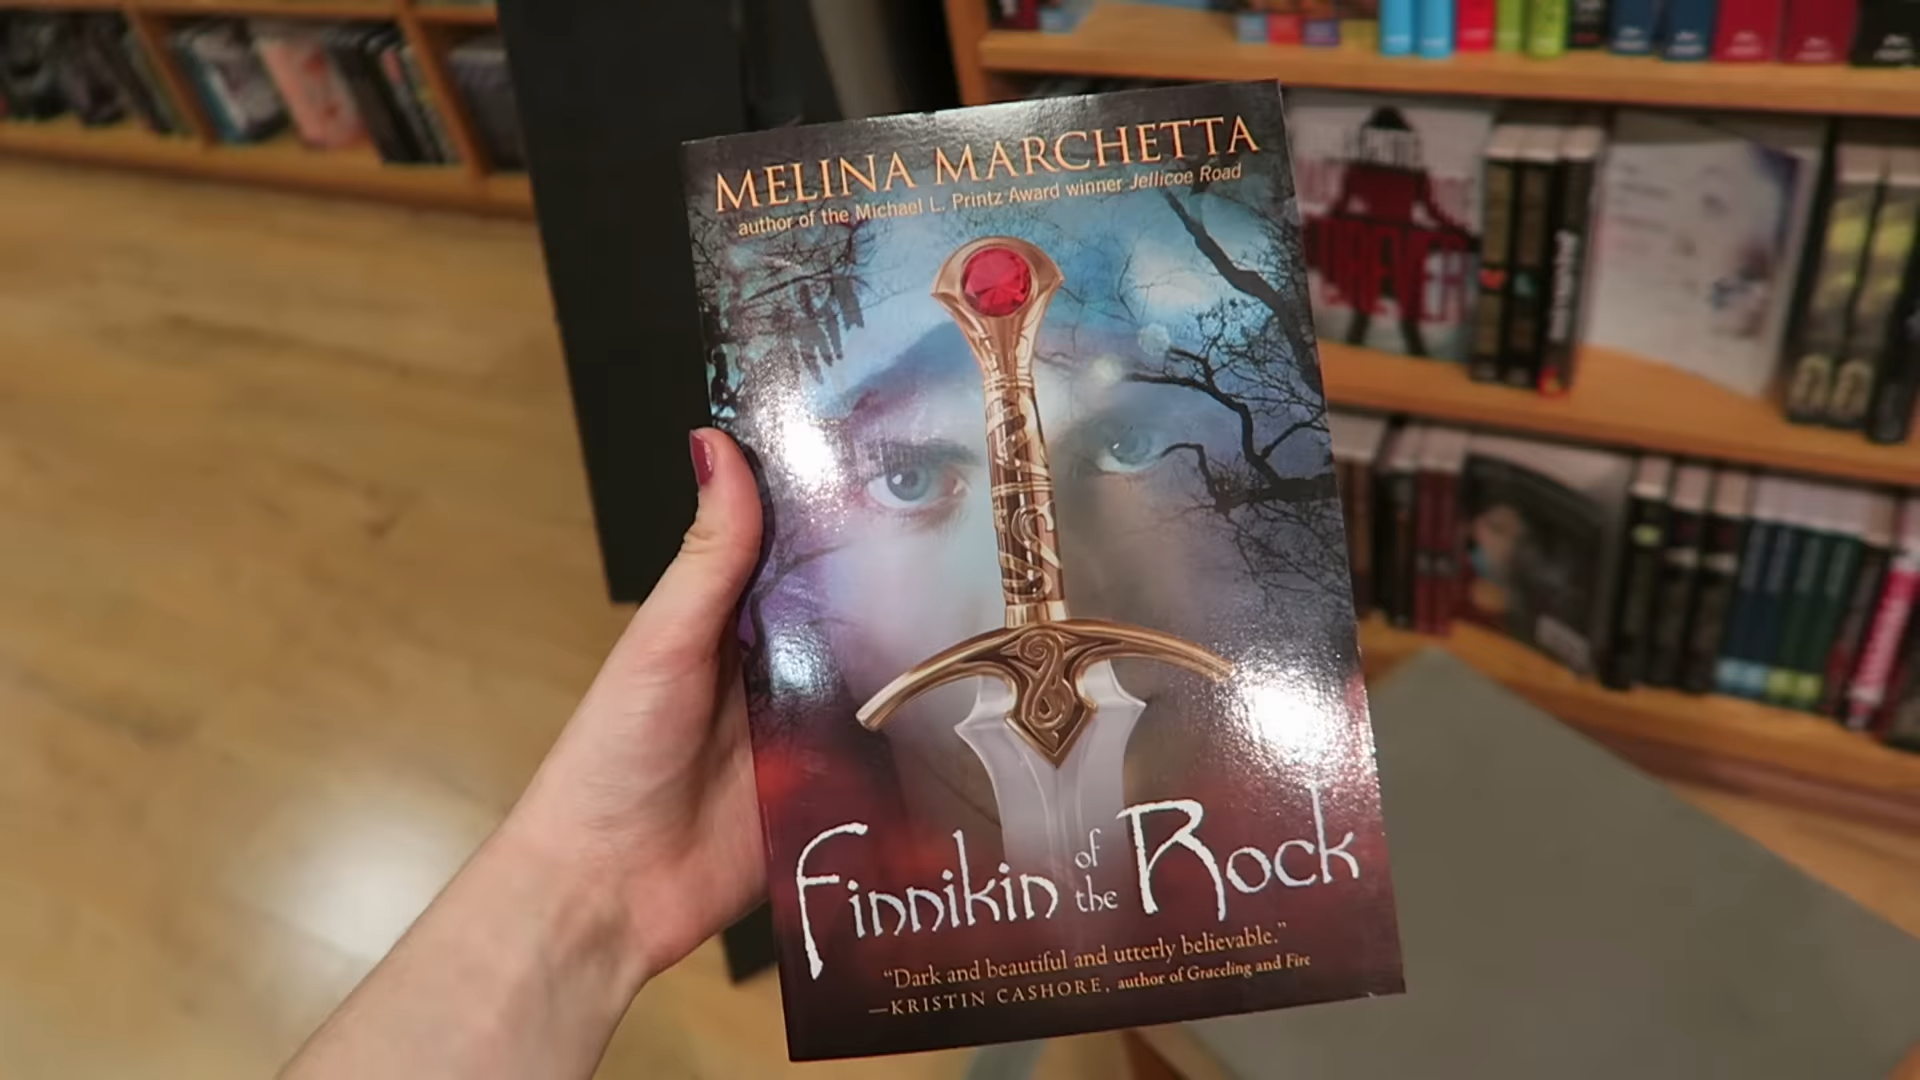 MELINA MARCHETTA
author of the Michael L. Printz Award winner Jellicoe Road
Finnikin of the Rock
“Dark and beautiful and utterly believable.”
—KRISTIN CASHORE, author of Graceling and Fire